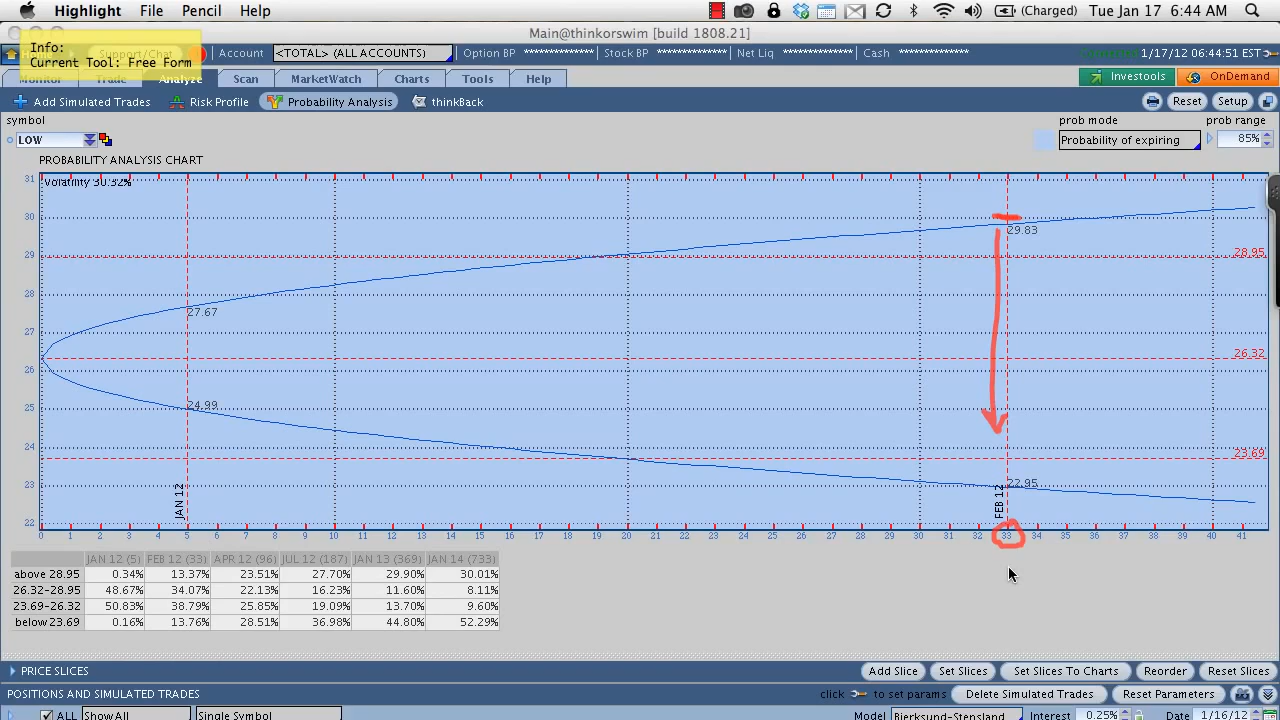 Highlight File Pencil Help (Charged) Tue Jan 17 6:44 AM
Main@thinkorswim [build 1808.21]
Info:
Current Tool: Free Form
Support/Chat Account <TOTAL> (ALL ACCOUNTS) Option BP ************** Stock BP ************** Net Liq ************** Cash ************** 1/17/12 06:44:51 EST
Monitor Trade Analyze Scan MarketWatch Charts Tools Help Investools OnDemand
Add Simulated Trades Risk Profile Probability Analysis thinkBack Reset Setup
symbol prob mode prob range
LOW Probability of expiring 85%
PROBABILITY ANALYSIS CHART
Volatility 30.32%
31
30
29.83
29
28.95
28
27.67
27
26.32
26
25
24.99
24
23.69
23
22.95
22
JAN 12
FEB 12
0 1 2 3 4 5 6 7 8 9 10 11 12 13 14 15 16 17 18 19 20 21 22 23 24 25 26 27 28 29 30 31 32 33 34 35 36 37 38 39 40 41
JAN 12 (5) FEB 12 (33) APR 12 (96) JUL 12 (187) JAN 13 (369) JAN 14 (733)
above 28.95 0.34% 13.37% 23.51% 27.70% 29.90% 30.01%
26.32-28.95 48.67% 34.07% 22.13% 16.23% 11.60% 8.11%
23.69-26.32 50.83% 38.79% 25.85% 19.09% 13.70% 9.60%
below 23.69 0.16% 13.76% 28.51% 36.98% 44.80% 52.29%
PRICE SLICES Add Slice Set Slices Set Slices To Charts Reorder Reset Slices
POSITIONS AND SIMULATED TRADES click to set params Delete Simulated Trades Reset Parameters
ALL Show All Single Symbol Model Bjerksund-Stensland Interest 0.25% Date 1/16/12